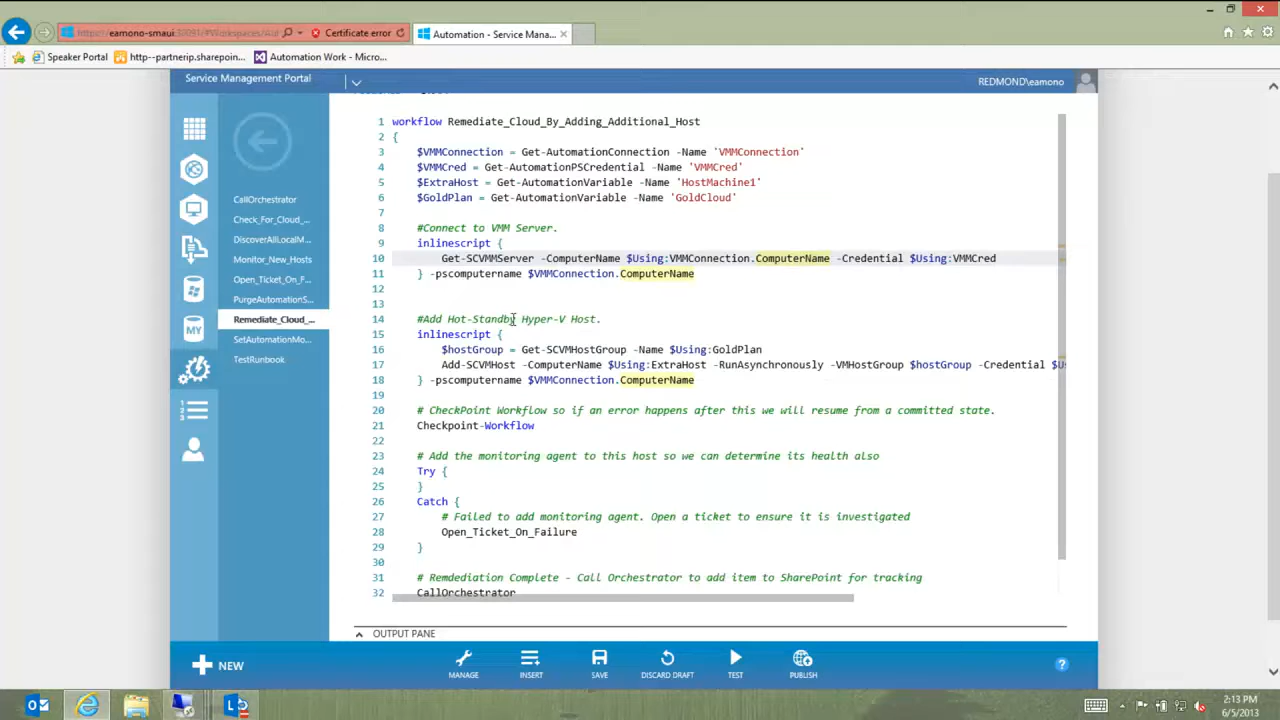 https://eamono-smaui:30091/#Workspaces/Aut
Certificate error
Automation - Service Mana...
Speaker Portal
http--partnerip.sharepoin...
Automation Work - Micro...
Service Management Portal
REDMOND\eamono
CallOrchestrator
Check_For_Cloud_...
DiscoverAllLocalM...
Monitor_New_Hosts
Open_Ticket_On_F...
PurgeAutomationS...
Remediate_Cloud_...
SetAutomationMo...
TestRunbook
MY
1 workflow Remediate_Cloud_By_Adding_Additional_Host
2 {
3 $VMMConnection = Get-AutomationConnection -Name 'VMMConnection'
4 $VMMCred = Get-AutomationPSCredential -Name 'VMMCred'
5 $ExtraHost = Get-AutomationVariable -Name 'HostMachine1'
6 $GoldPlan = Get-AutomationVariable -Name 'GoldCloud'
7
8 #Connect to VMM Server.
9 inlinescript {
10 Get-SCVMMServer -ComputerName $Using:VMMConnection.ComputerName -Credential $Using:VMMCred
11 } -pscomputername $VMMConnection.ComputerName
12
13
14 #Add Hot-Standby Hyper-V Host.
15 inlinescript {
16 $hostGroup = Get-SCVMHostGroup -Name $Using:GoldPlan
17 Add-SCVMHost -ComputerName $Using:ExtraHost -RunAsynchronously -VMHostGroup $hostGroup -Credential $Us
18 } -pscomputername $VMMConnection.ComputerName
19
20 # CheckPoint Workflow so if an error happens after this we will resume from a committed state.
21 Checkpoint-Workflow
22
23 # Add the monitoring agent to this host so we can determine its health also
24 Try {
25 }
26 Catch {
27 # Failed to add monitoring agent. Open a ticket to ensure it is investigated
28 Open_Ticket_On_Failure
29 }
30
31 # Remdediation Complete - Call Orchestrator to add item to SharePoint for tracking
32 CallOrchestrator
OUTPUT PANE
NEW
MANAGE
INSERT
SAVE
DISCARD DRAFT
TEST
PUBLISH
?
2:13 PM
6/5/2013